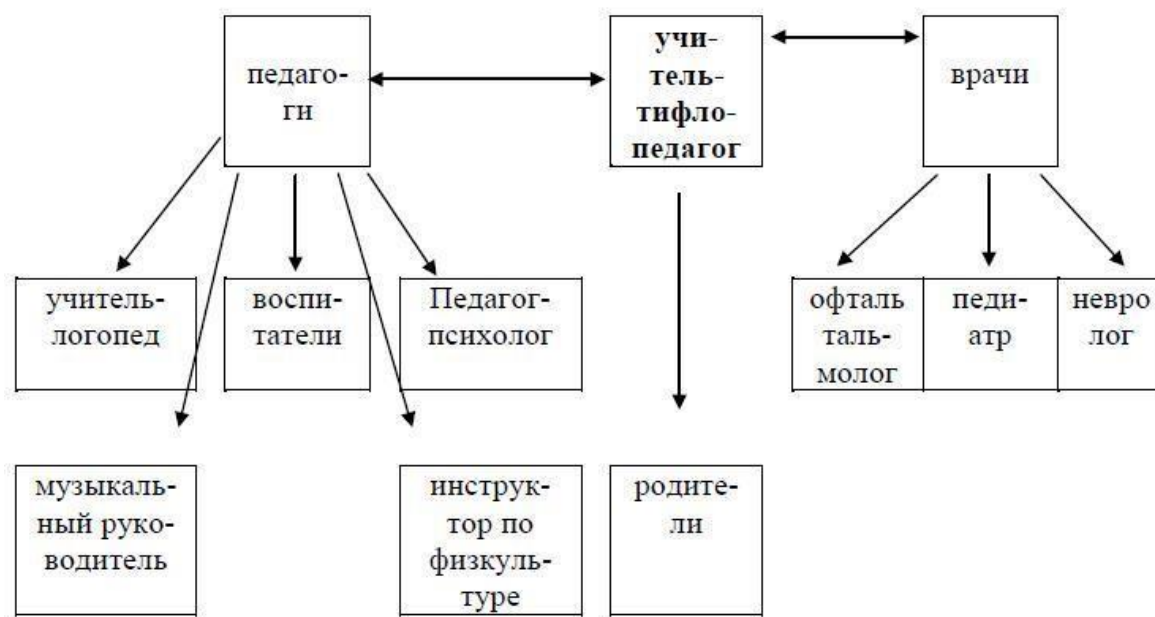 педаго-
ги
учи-
тель-
тифло-
педагог
врачи
учитель-
логопед
воспи-
татели
Педагог-
психолог
офталь
таль-
молог
педи-
атр
невро
лог
музыкаль-
ный руко-
водитель
инструк-
тор по
физкуль-
туре
родите-
ли